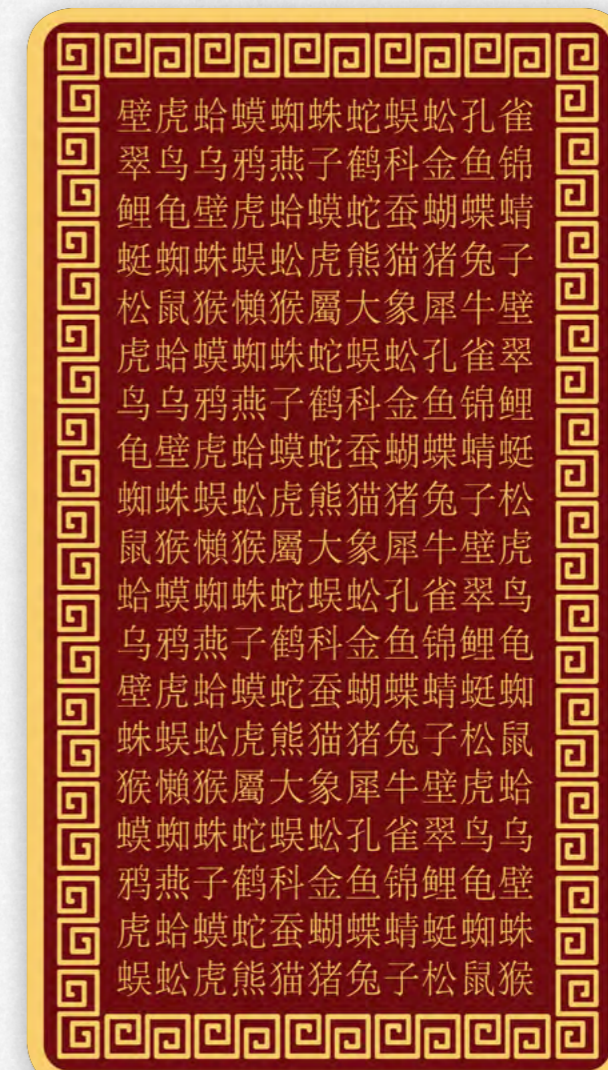 壁虎蛤蟆蜘蛛蛇蜈蚣孔雀
翠鸟乌鸦燕子鹤科金鱼锦
鲤龟壁虎蛤蟆蛇蚕蝴蝶蜻
蜓蜘蛛蜈蚣虎熊猫猪兔子
松鼠猴懒猴屬大象犀牛壁
虎蛤蟆蜘蛛蛇蜈蚣孔雀翠
鸟乌鸦燕子鹤科金鱼锦鲤
龟壁虎蛤蟆蛇蚕蝴蝶蜻蜓
蜘蛛蜈蚣虎熊猫猪兔子松
鼠猴懒猴屬大象犀牛壁虎
蛤蟆蜘蛛蛇蜈蚣孔雀翠鸟
乌鸦燕子鹤科金鱼锦鲤龟
壁虎蛤蟆蛇蚕蝴蝶蜻蜓蜘
蛛蜈蚣虎熊猫猪兔子松鼠
猴懒猴屬大象犀牛壁虎蛤
蟆蜘蛛蛇蜈蚣孔雀翠鸟乌
鸦燕子鹤科金鱼锦鲤龟壁
虎蛤蟆蛇蚕蝴蝶蜻蜓蜘蛛
蜈蚣虎熊猫猪兔子松鼠猴